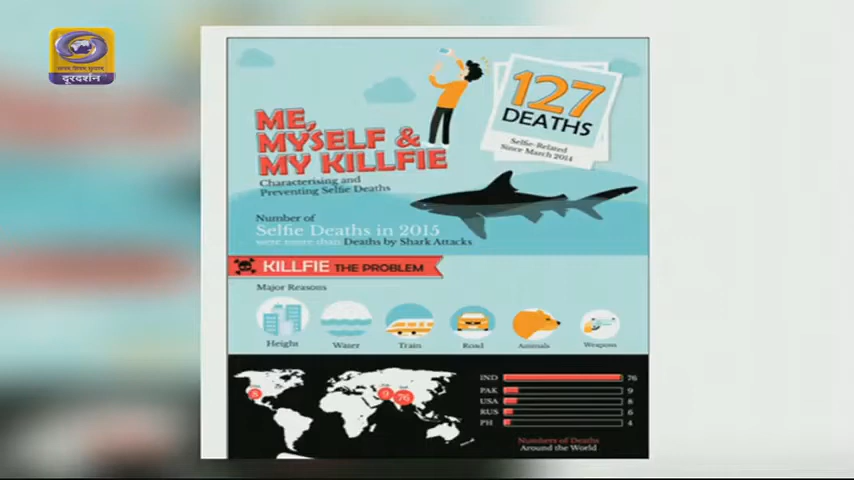 दूरदर्शन
127
DEATHS
Selfie-Related
Since March 2014
ME,
MYSELF &
MY KILLFIE
Characterising and
Preventing Selfie Deaths
Number of
Selfie Deaths in 2015
were more than Deaths by Shark Attacks
KILLFIE THE PROBLEM
Major Reasons
Height
Water
Train
Road
Animals
Weapons
8
9
76
IND 76
PAK 9
USA 8
RUS 6
PH 4
Numbers of Deaths
Around the World